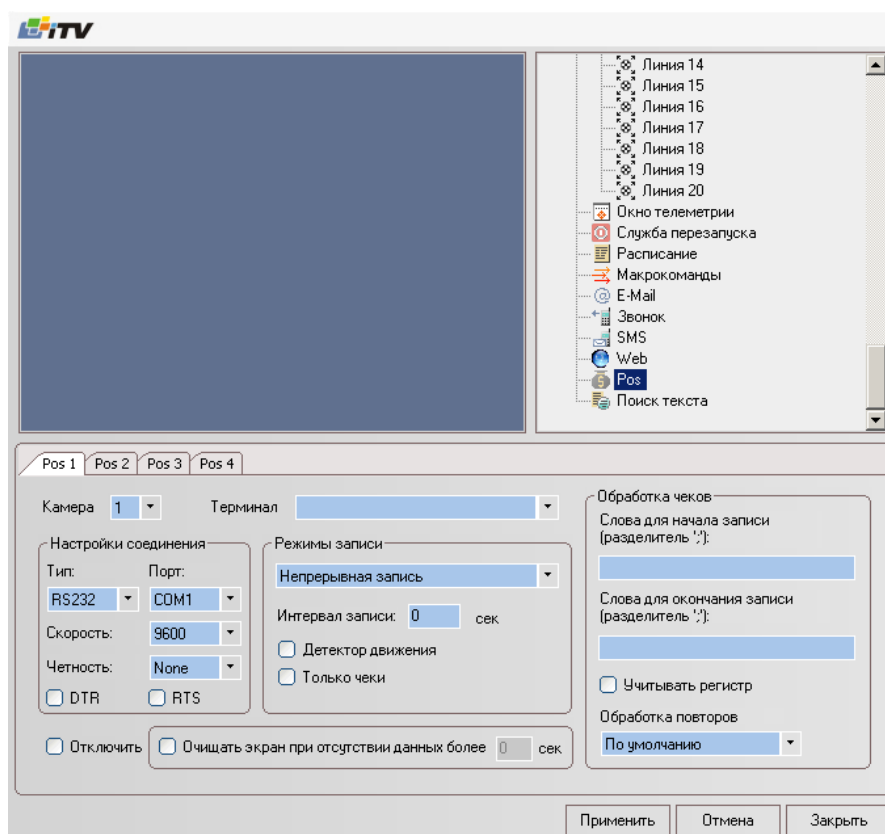 iTV
Линия 14
Линия 15
Линия 16
Линия 17
Линия 18
Линия 19
Линия 20
Окно телеметрии
Служба перезапуска
Расписание
Макрокоманды
E-Mail
Звонок
SMS
Web
Pos
Поиск текста
Pos 1 Pos 2 Pos 3 Pos 4
Камера 1 Терминал
Настройки соединения
Тип: Порт:
RS232 COM1
Скорость: 9600
Четность: None
DTR RTS
Режимы записи
Непрерывная запись
Интервал записи: 0 сек
Детектор движения
Только чеки
Отключить Очищать экран при отсутствии данных более 0 сек
Обработка чеков
Слова для начала записи
(разделитель ';'):
Слова для окончания записи
(разделитель ';'):
Учитывать регистр
Обработка повторов
По умолчанию
Применить Отмена Закрыть